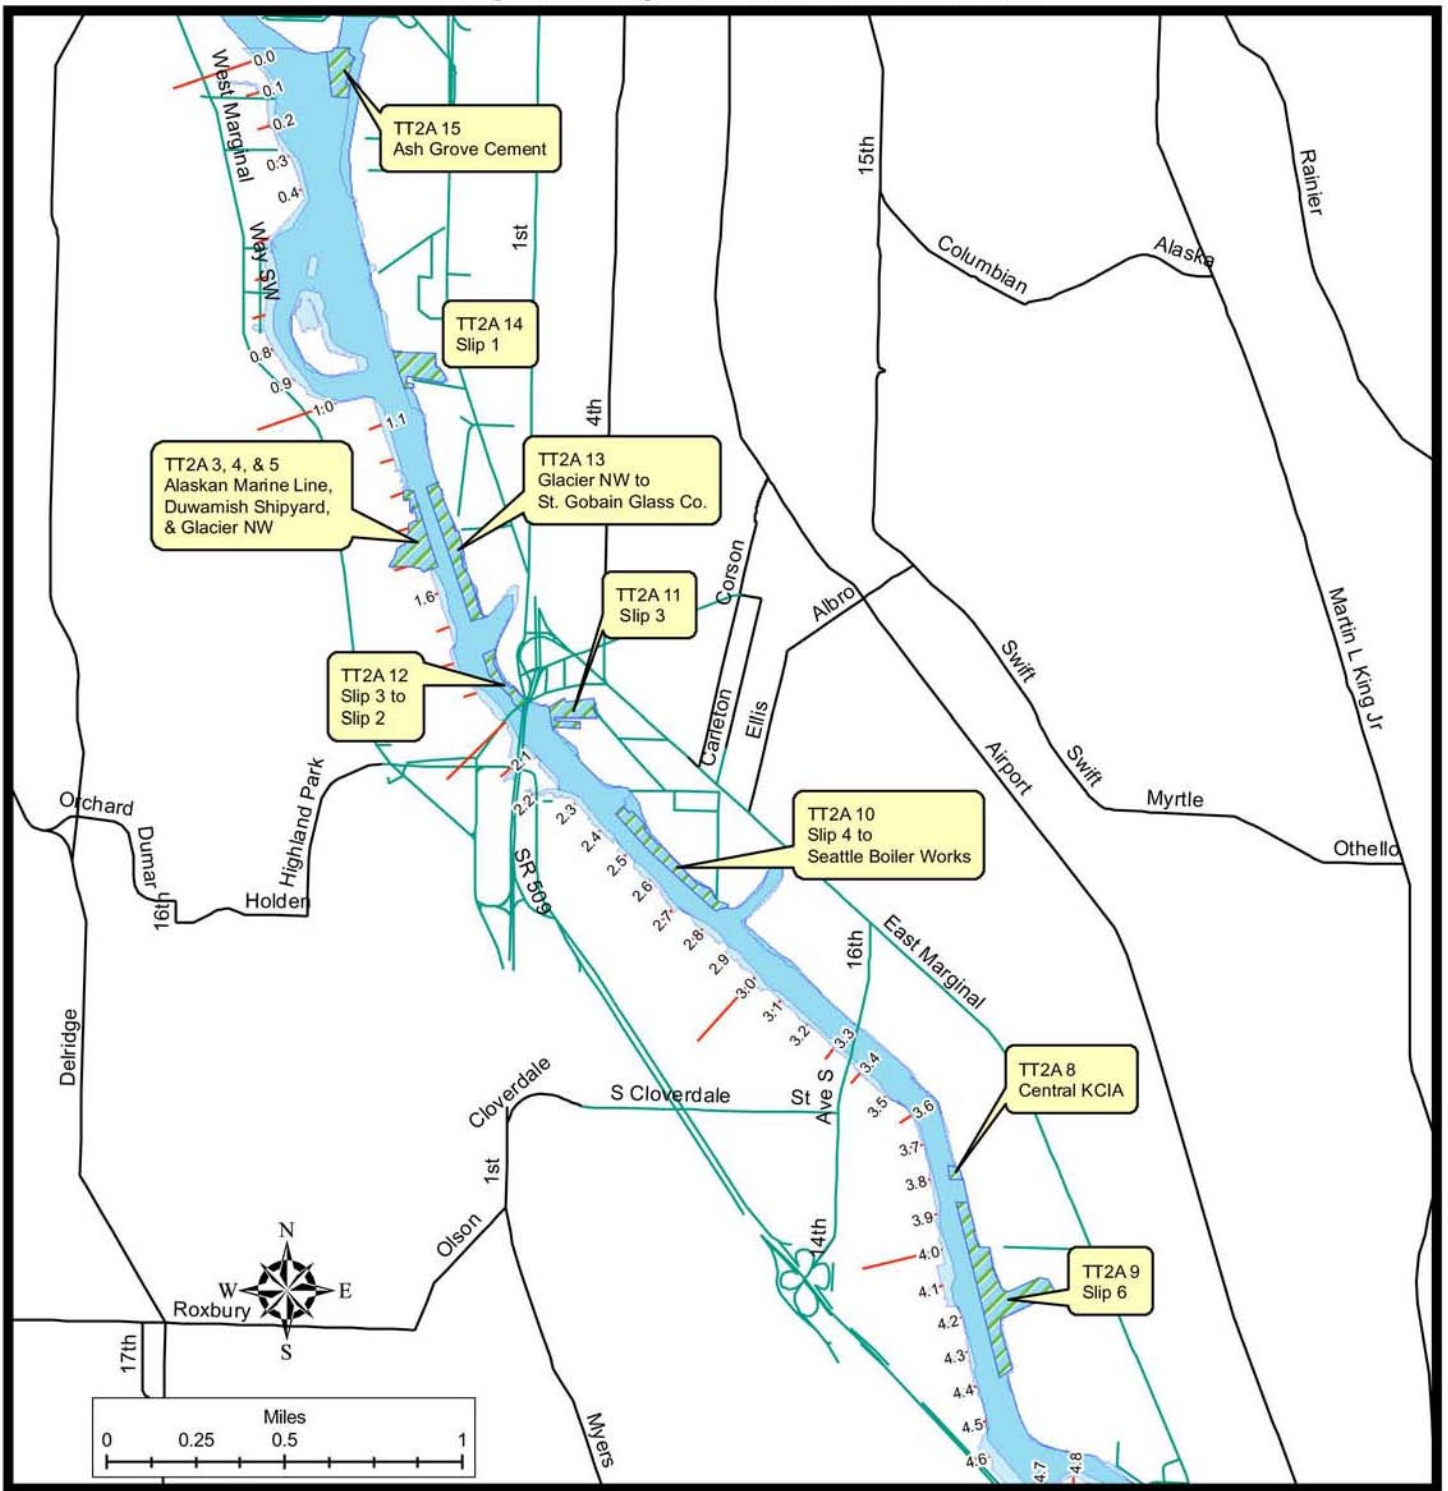 0.0
West Marginal
0.1
0.2
0.3
0.4
TT2A 15
Ash Grove Cement
15th
Rainier
1st
Way SW
Columbian
Alaska
TT2A 14
Slip 1
0.8
0.9
1.0
1.1
4th
TT2A 3, 4, & 5
Alaskan Marine Line,
Duwamish Shipyard,
& Glacier NW
TT2A 13
Glacier NW to
St. Gobain Glass Co.
Corson
TT2A 11
Slip 3
1.6
Albro
Martin L King Jr
Swift
TT2A 12
Slip 3 to
Slip 2
Carleton
Ellis
Airport
Swift
2.1
2.2
2.3
2.4
2.5
2.6
2.7
2.8
2.9
3.0
3.1
3.2
3.3
3.4
3.5
3.6
3.7
3.8
3.9
4.0
4.1
4.2
4.3
4.4
4.5
4.6
4.7
4.8
Orchard
Dumar
16th
Highland Park
Holden
SR 509
TT2A 10
Slip 4 to
Seattle Boiler Works
Myrtle
Othello
16th
East Marginal
Delridge
Cloverdale
S Cloverdale
St
Ave S
TT2A 8
Central KCIA
1st
Olson
14th
TT2A 9
Slip 6
N
W
E
S
Roxbury
17th
Myers
Miles
0
0.25
0.5
1